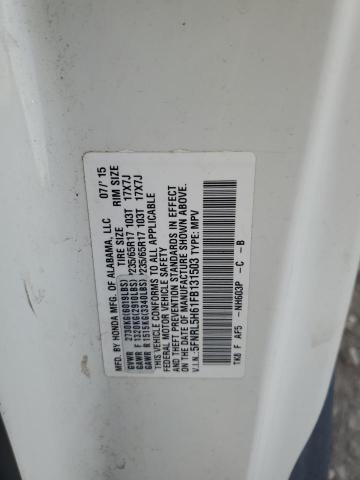 MFD. BY HONDA MFG. OF ALABAMA, LLC 07/'15
TIRE SIZE RIM SIZE
GVWR 2730KG(6019LBS)
GAWR F 1320KG(2910LBS) P235/65R17 103T 17X7J
GAWR R 1515KG(3340LBS) P235/65R17 103T 17X7J
THIS VEHICLE CONFORMS TO ALL APPLICABLE
FEDERAL MOTOR VEHICLE SAFETY
AND THEFT PREVENTION STANDARDS IN EFFECT
ON THE DATE OF MANUFACTURE SHOWN ABOVE.
V.I.N.:5FNRL5H61FB131503 TYPE: MPV
TK8 F AF5 -NH603P -C -B